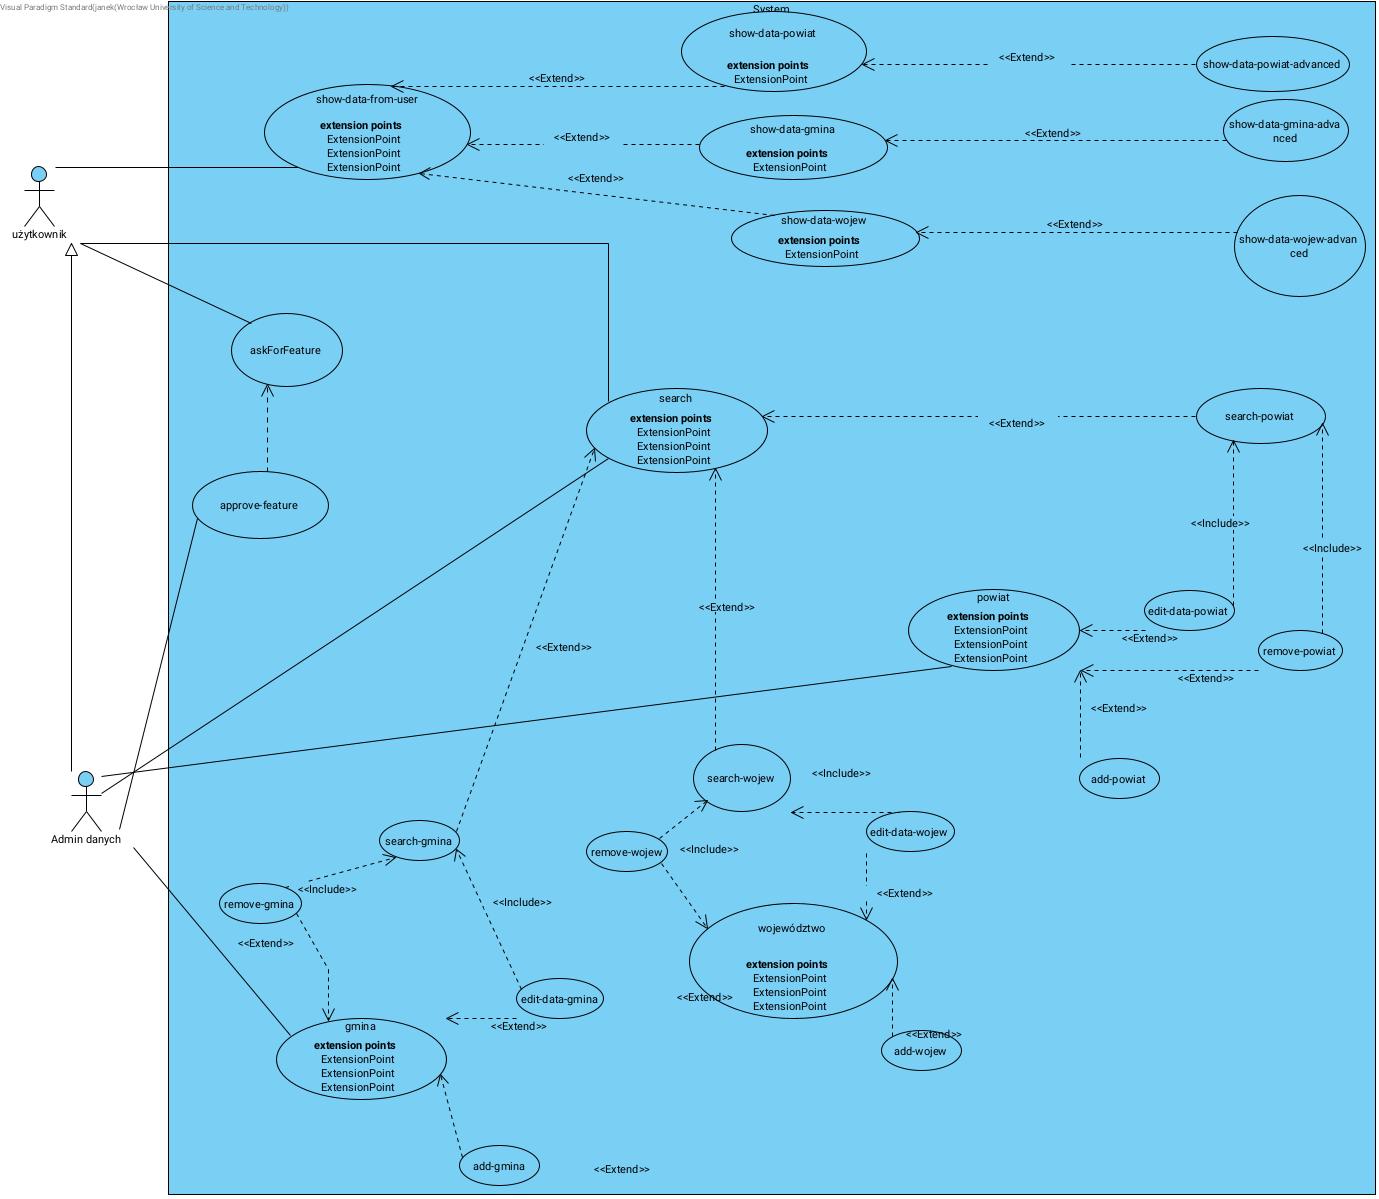 Visual Paradigm Standard(janek(Wrocław University of Science and Technology))
System
show-data-powiat
extension points
ExtensionPoint
<<Extend>>
show-data-powiat-advanced
<<Extend>>
show-data-from-user
extension points
ExtensionPoint
ExtensionPoint
ExtensionPoint
<<Extend>>
show-data-gmina
extension points
ExtensionPoint
<<Extend>>
show-data-gmina-adva
nced
<<Extend>>
show-data-wojew
extension points
ExtensionPoint
<<Extend>>
show-data-wojew-advan
ced
użytkownik
askForFeature
approve-feature
search
extension points
ExtensionPoint
ExtensionPoint
ExtensionPoint
<<Extend>>
search-powiat
<<Include>>
<<Include>>
<<Extend>>
<<Extend>>
powiat
extension points
ExtensionPoint
ExtensionPoint
ExtensionPoint
edit-data-powiat
<<Extend>>
remove-powiat
<<Extend>>
<<Extend>>
add-powiat
Admin danych
search-wojew
<<Include>>
edit-data-wojew
remove-wojew
<<Include>>
<<Extend>>
search-gmina
remove-gmina
<<Include>>
<<Include>>
<<Extend>>
województwo
extension points
ExtensionPoint
ExtensionPoint
ExtensionPoint
<<Extend>>
edit-data-gmina
<<Extend>>
<<Extend>>
add-wojew
gmina
extension points
ExtensionPoint
ExtensionPoint
ExtensionPoint
add-gmina
<<Extend>>